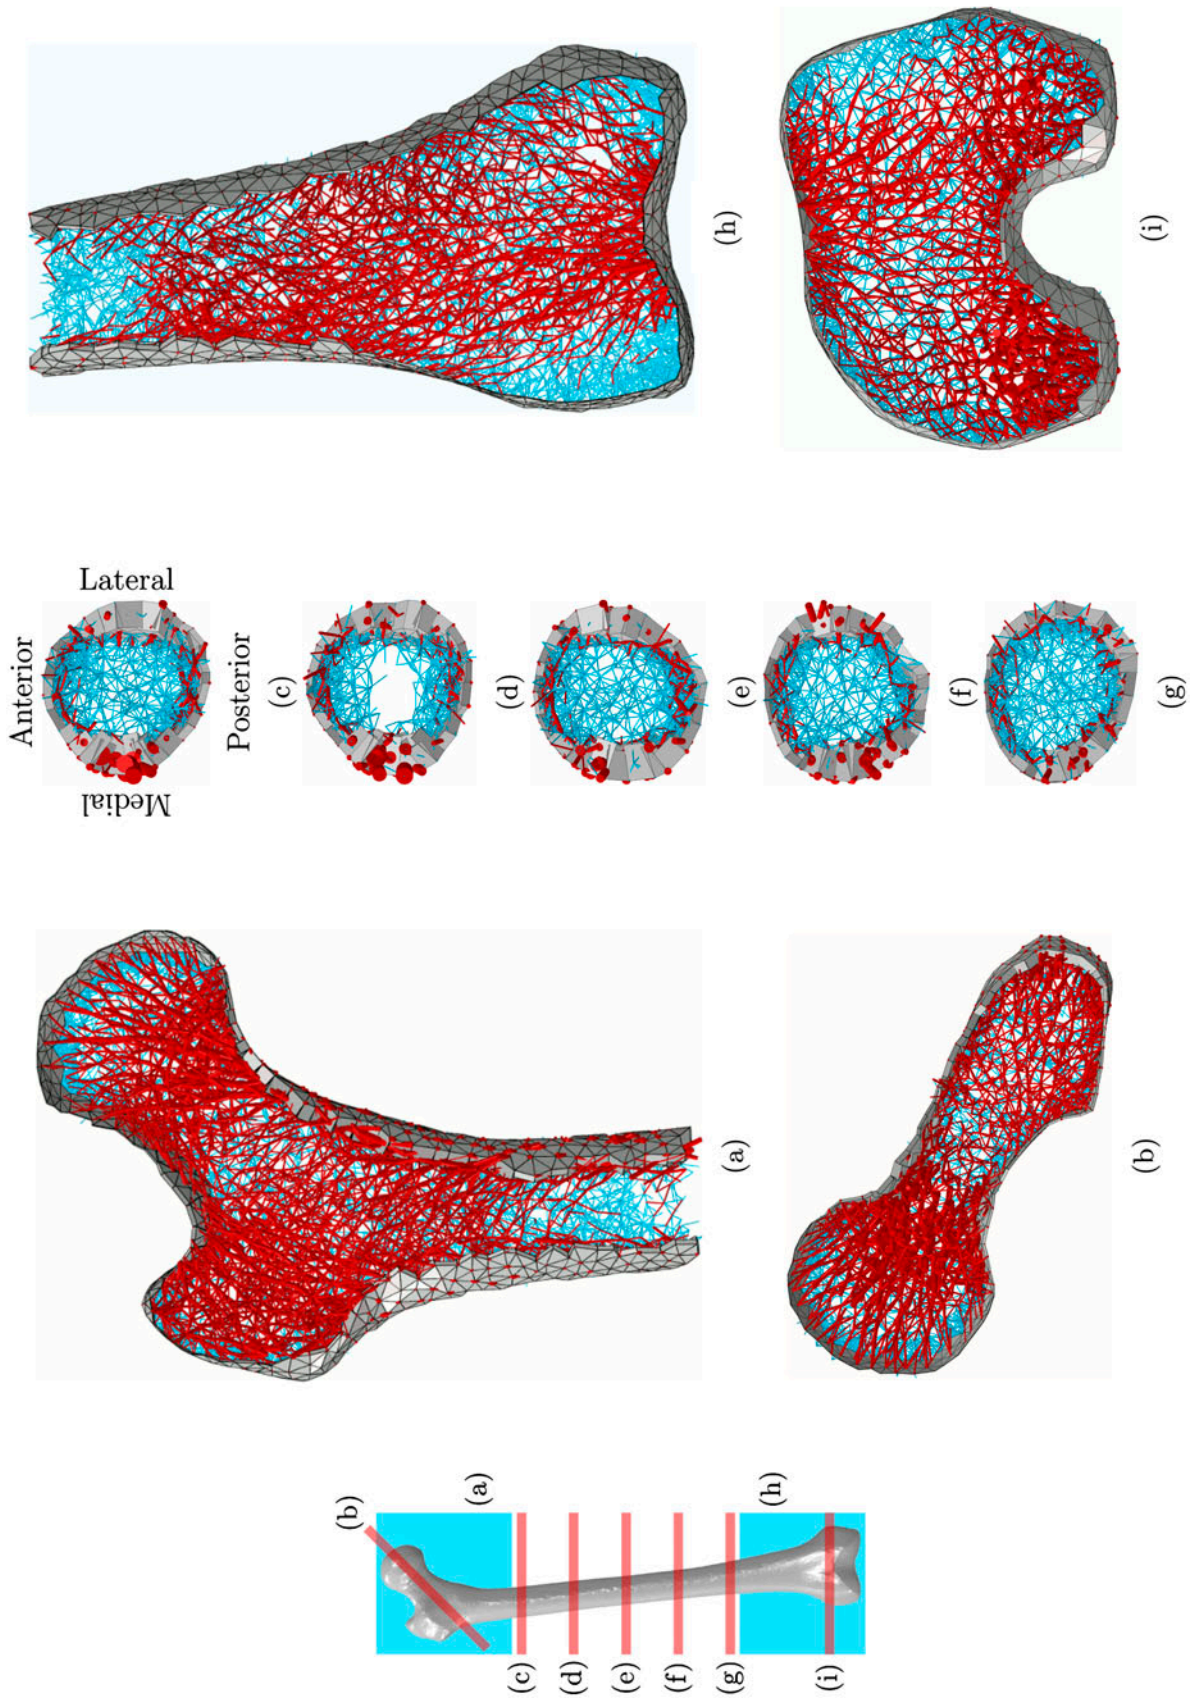 (h)
(i)
Anterior
Lateral
Medial
Posterior
(c)
(d)
(e)
(f)
(g)
(a)
(b)
(b)
(a)
(h)
(c)
(d)
(e)
(f)
(g)
(i)